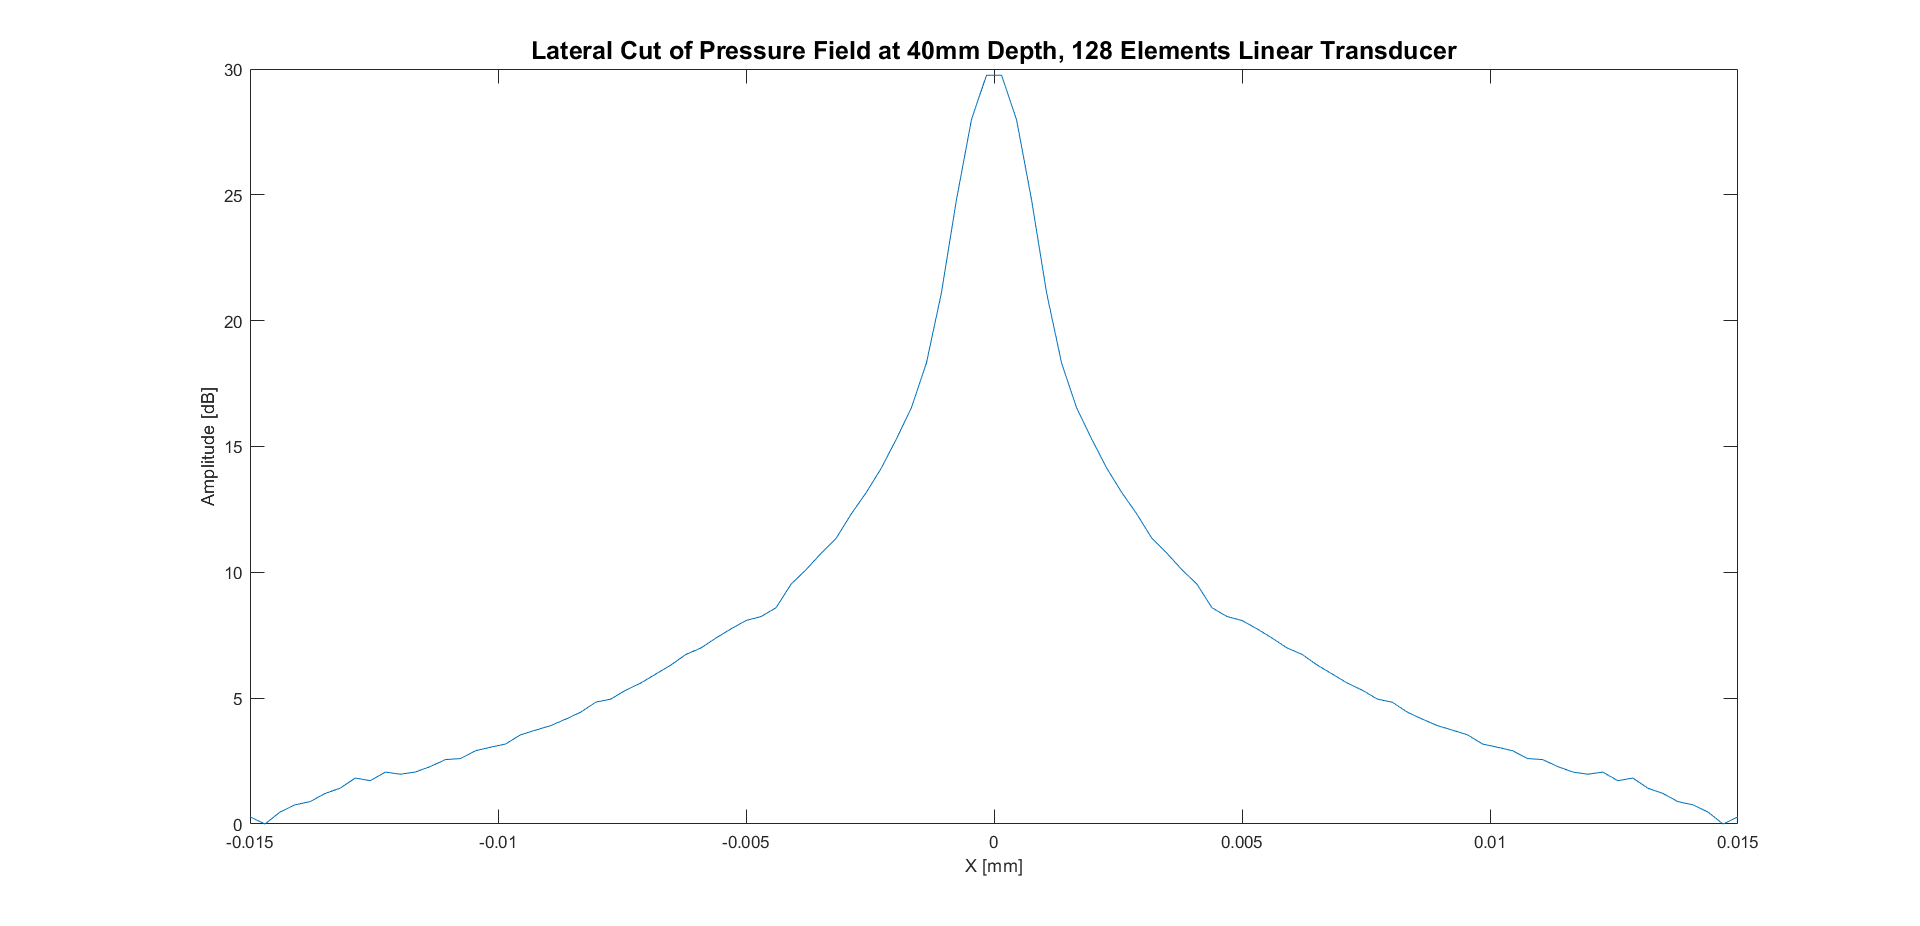 Lateral Cut of Pressure Field at 40mm Depth, 128 Elements Linear Transducer
30
25
20
15
10
5
0
Amplitude [dB]
-0.015 -0.01 -0.005 0 0.005 0.01 0.015
X [mm]